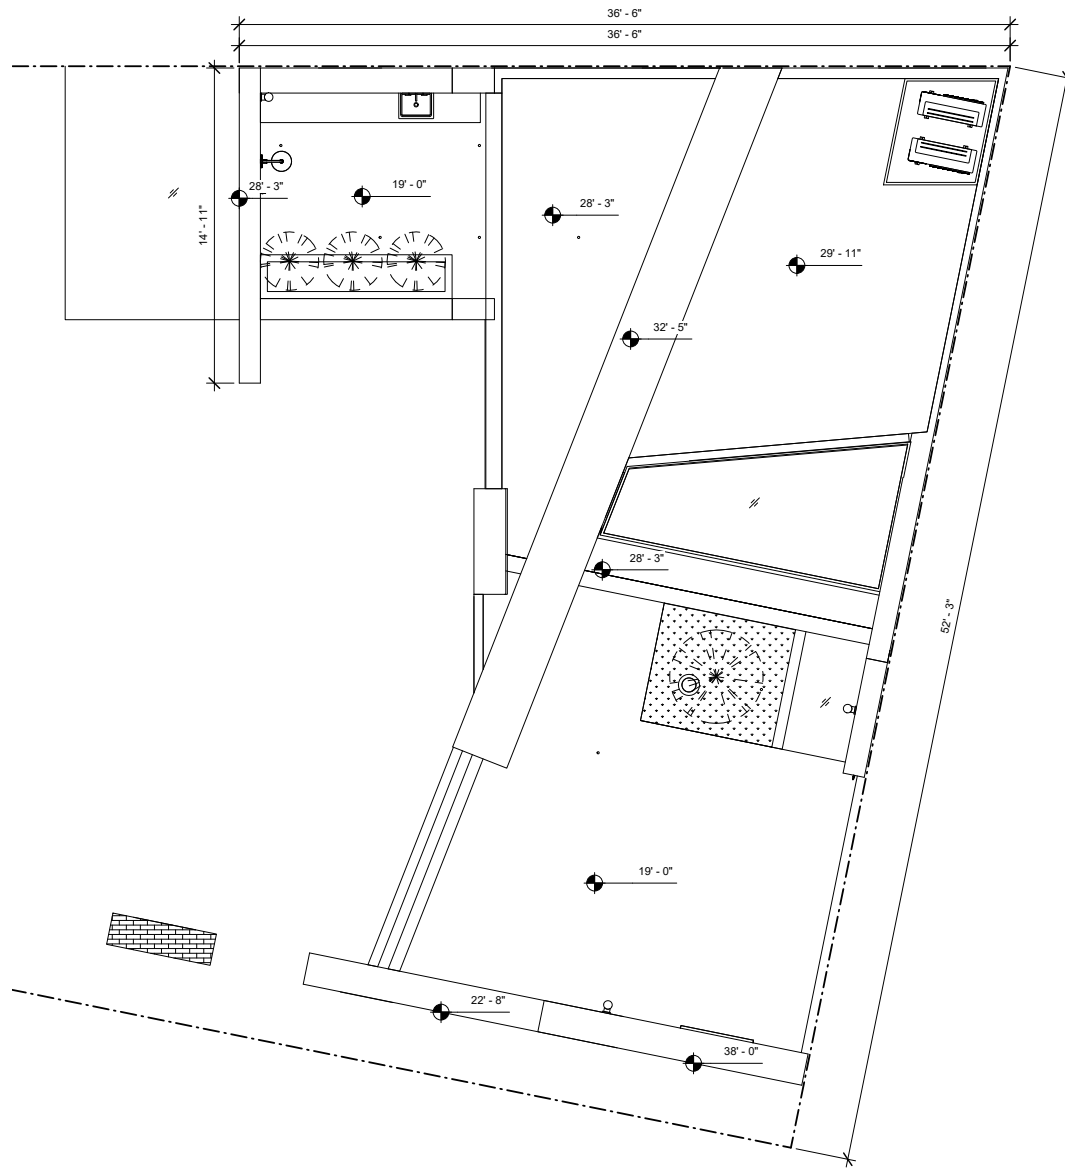 36' - 6"
36' - 6"
28' - 3"
19' - 0"
28' - 3"
14' - 11"
29' - 11"
32' - 5"
28' - 3"
52' - 3"
19' - 0"
22' - 8"
38' - 0"